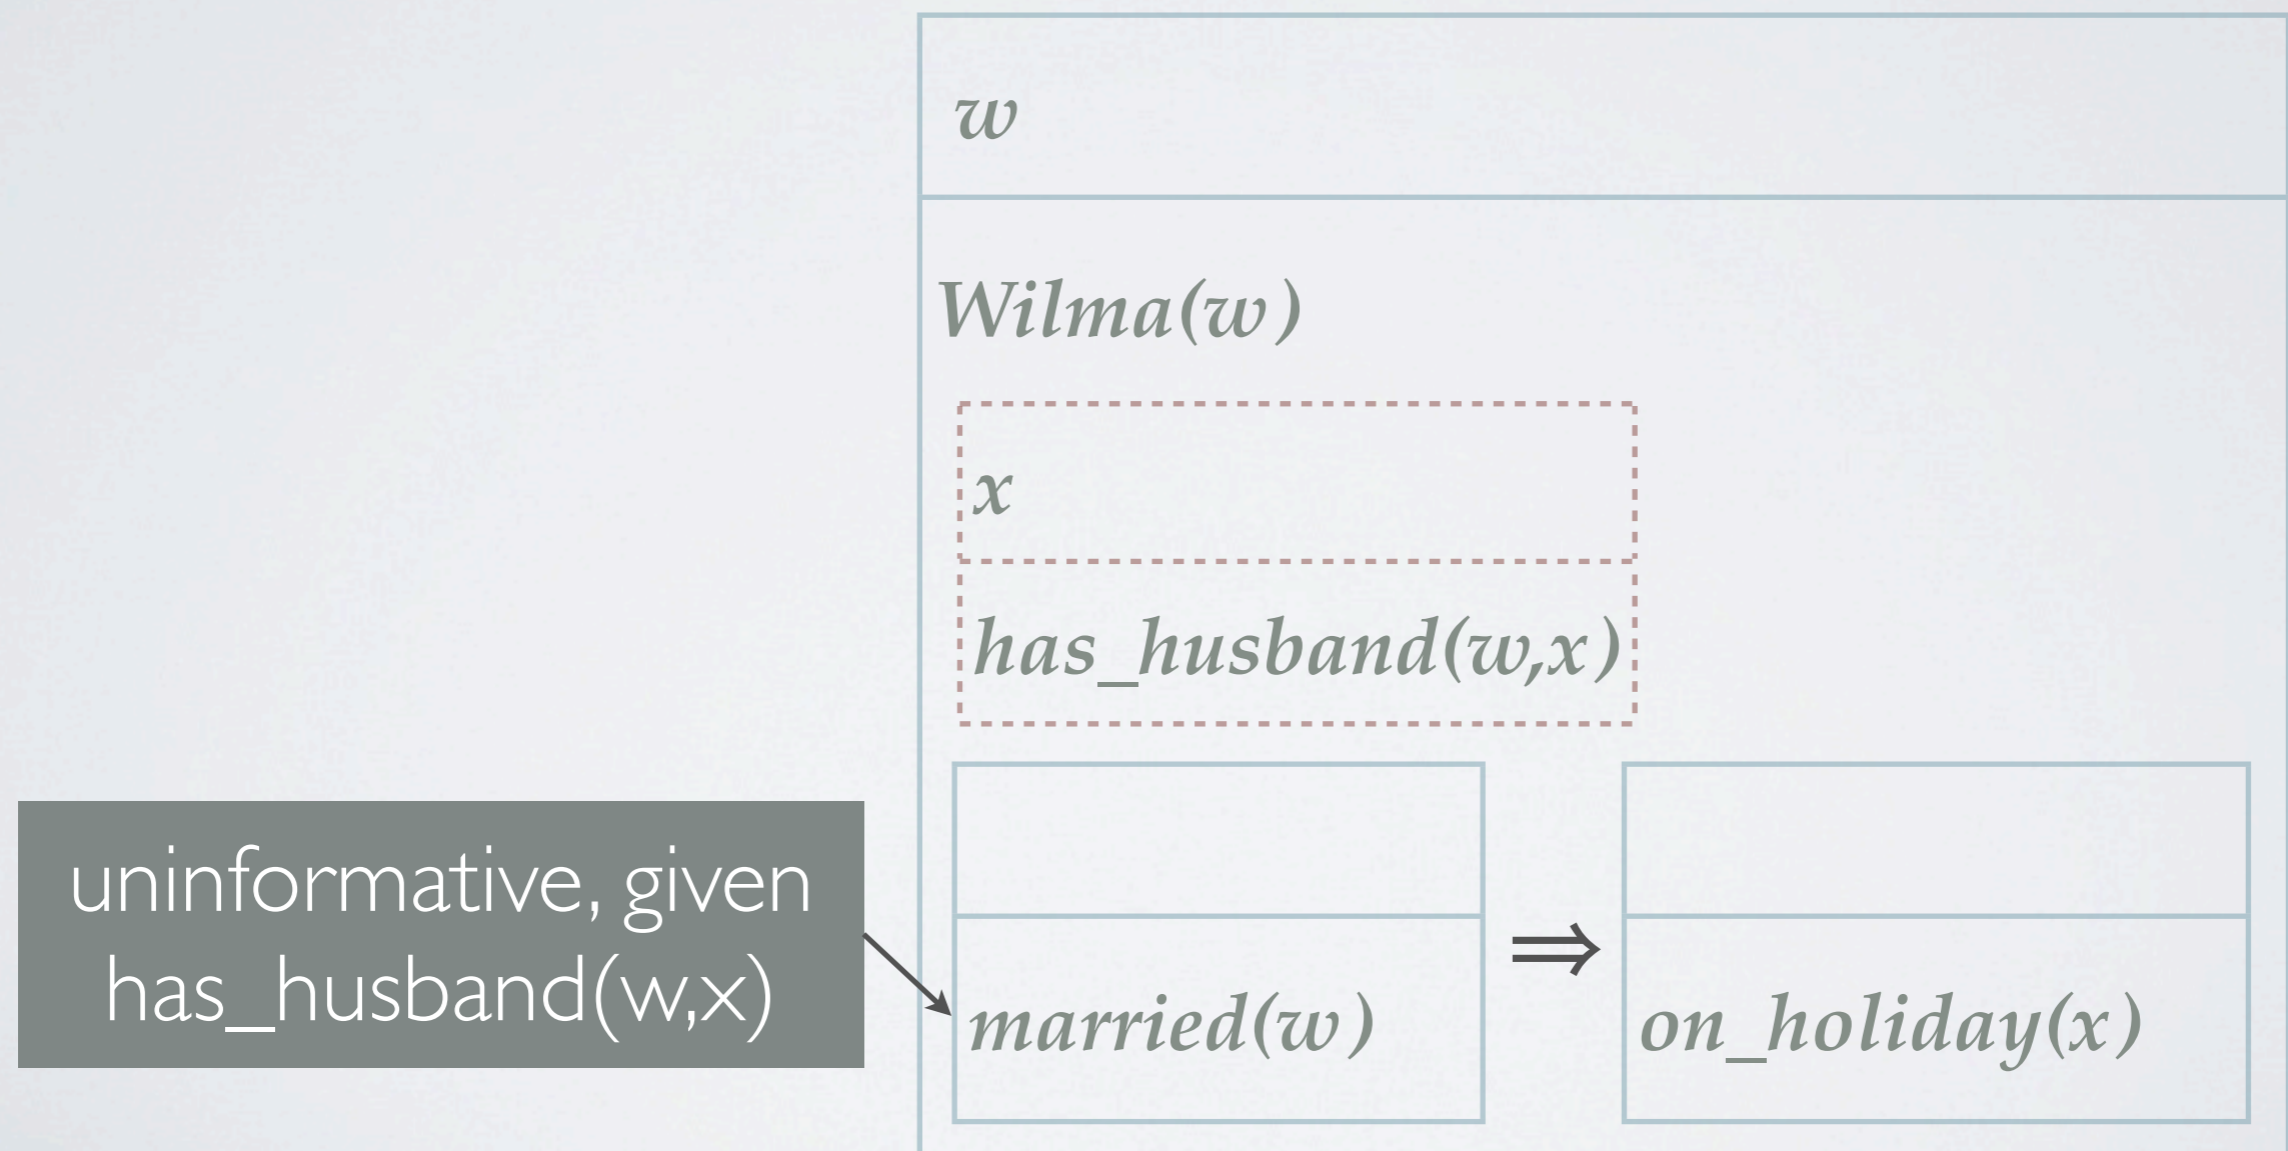 w
Wilma(w)
x
has_husband(w,x)
uninformative, given
has_husband(w,x)
married(w) ⇒ on_holiday(x)